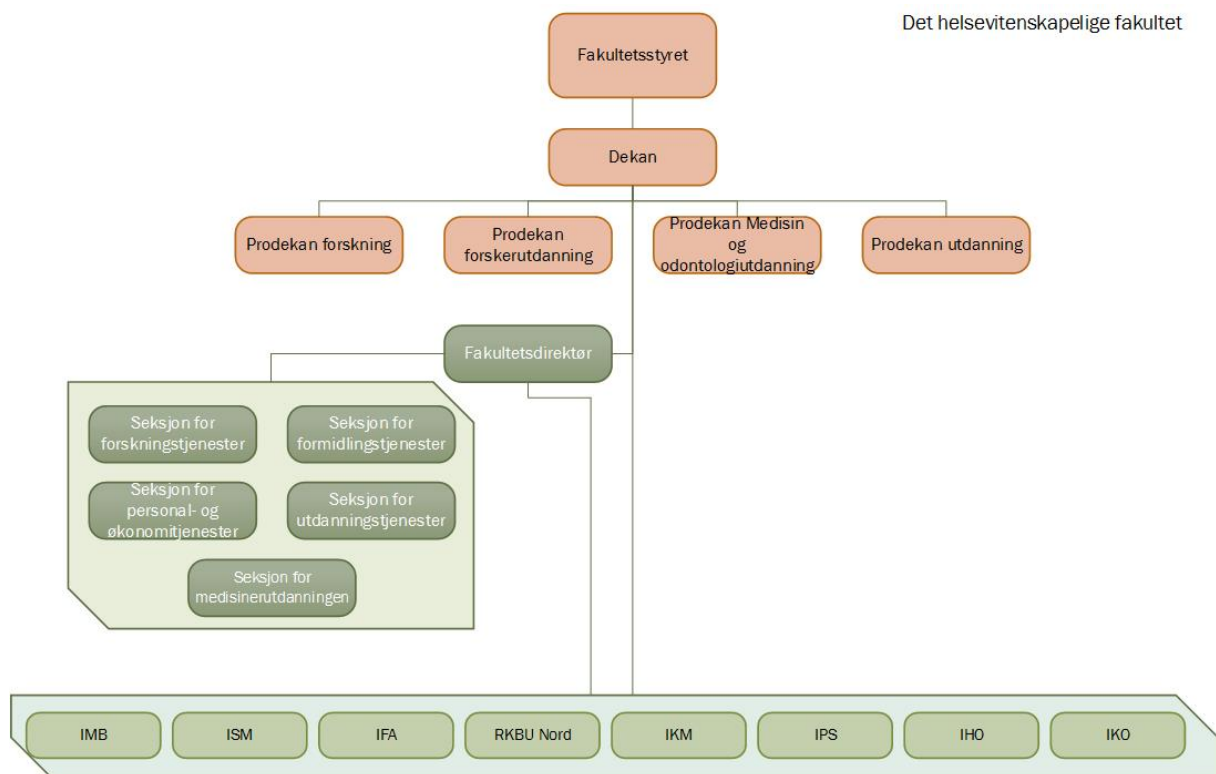 Det helsevitenskapelige fakultet
Fakultetsstyret
Dekan
Prodekan forskning
Prodekan
forskerutdanning
Prodekan Medisin
og
odontologiutdanning
Prodekan utdanning
Fakultetsdirektør
Seksjon for
forskningstjenester
Seksjon for
formidlingstjenester
Seksjon for
personal- og
økonomitjenester
Seksjon for
utdanningstjenester
Seksjon for
medisinerutdanningen
IMB
ISM
IFA
RKBU Nord
IKM
IPS
IHO
IKO